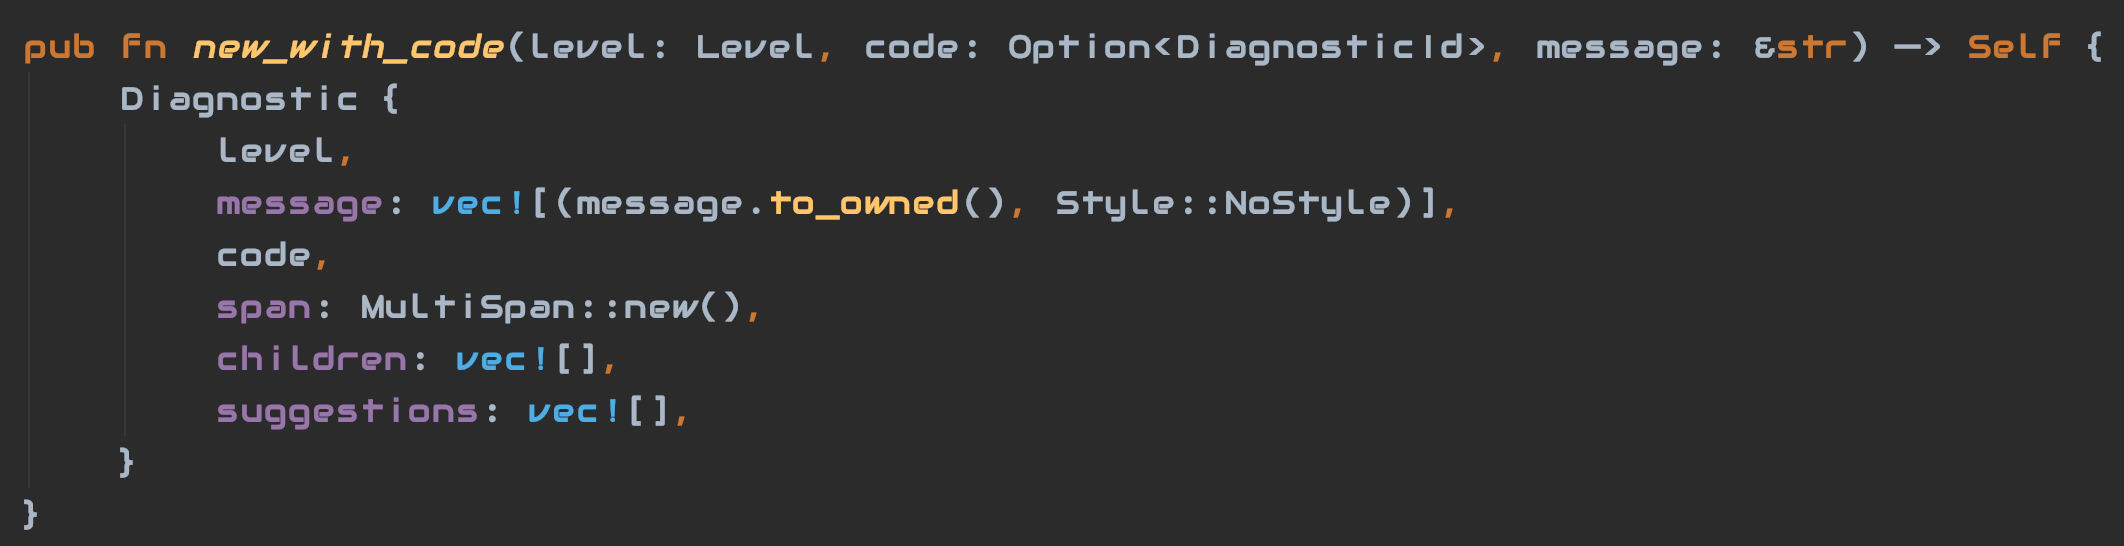 pub fn new_with_code(level: Level, code: Option<DiagnosticId>, message: &str) -> Self {
    Diagnostic {
        level,
        message: vec![(message.to_owned(), Style::NoStyle)],
        code,
        span: MultiSpan::new(),
        children: vec![],
        suggestions: vec![],
    }
}